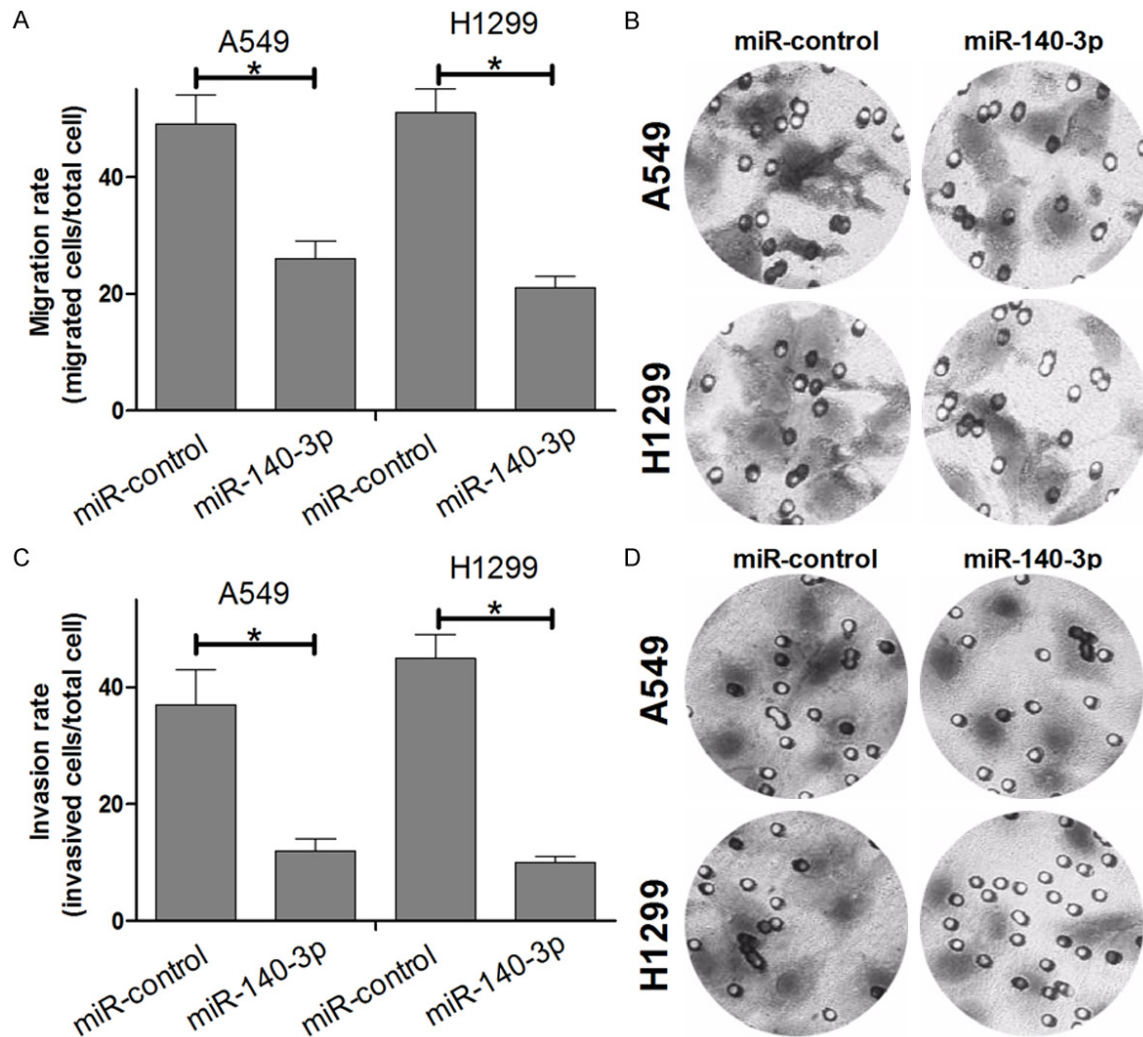 A
A549
H1299
*
*
Migration rate
(migrated cells/total cell)
40
20
0
miR-control
miR-140-3p
miR-control
miR-140-3p
B
miR-control
miR-140-3p
A549
H1299
C
A549
H1299
*
*
Invasion rate
(invasived cells/total cell)
40
20
0
miR-control
miR-140-3p
miR-control
miR-140-3p
D
miR-control
miR-140-3p
A549
H1299